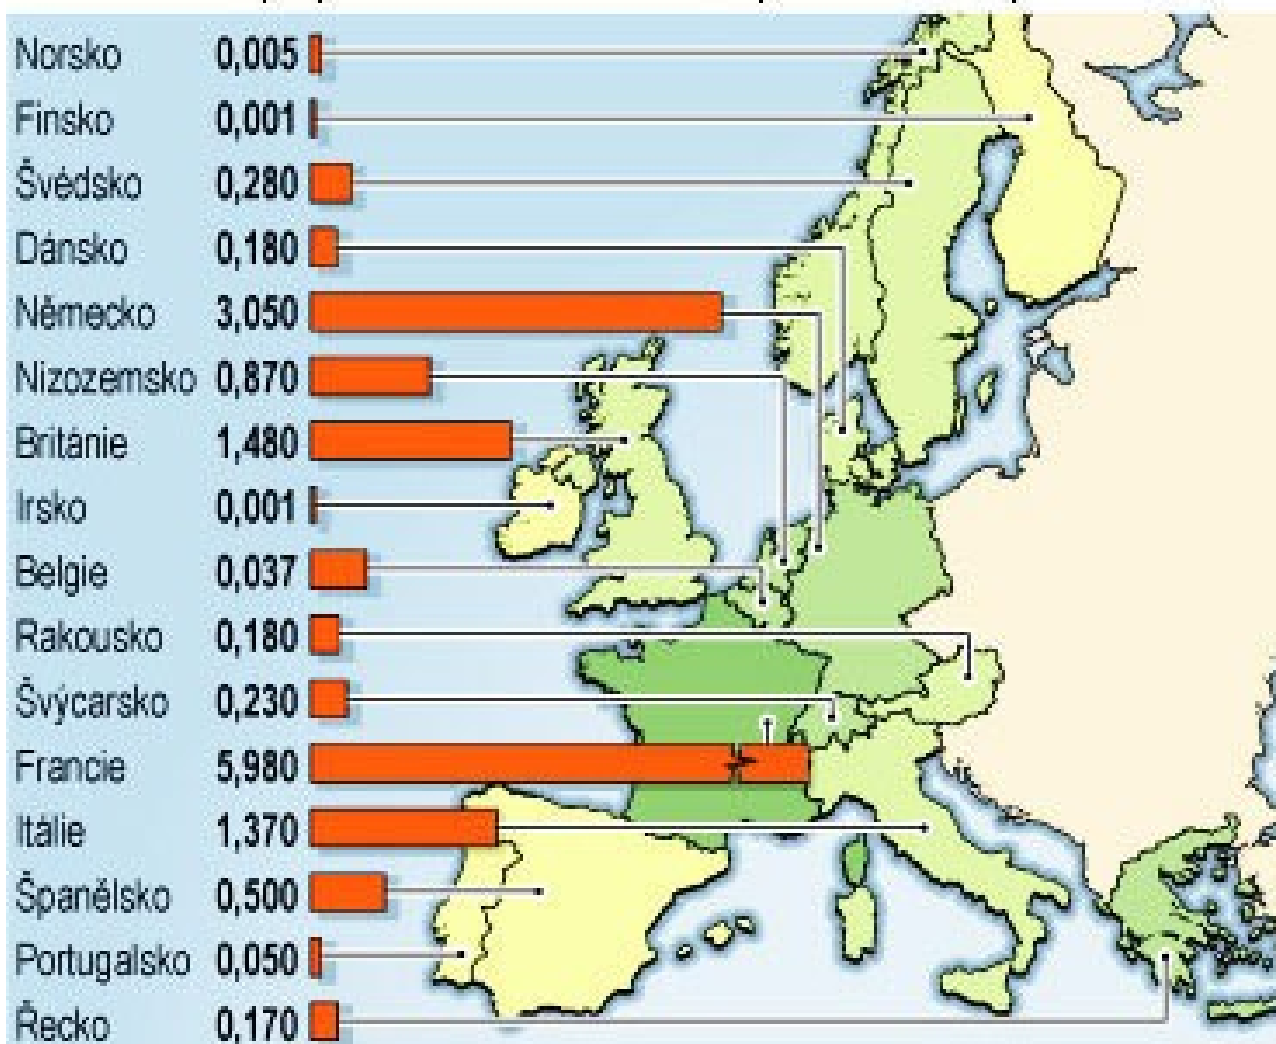 Norsko 0,005
Finsko 0,001
Švédsko 0,280
Dánsko 0,180
Německo 3,050
Nizozemsko 0,870
Británie 1,480
Irsko 0,001
Belgie 0,037
Rakousko 0,180
Švýcarsko 0,230
Francie 5,980
Itálie 1,370
Španělsko 0,500
Portugalsko 0,050
Řecko 0,170